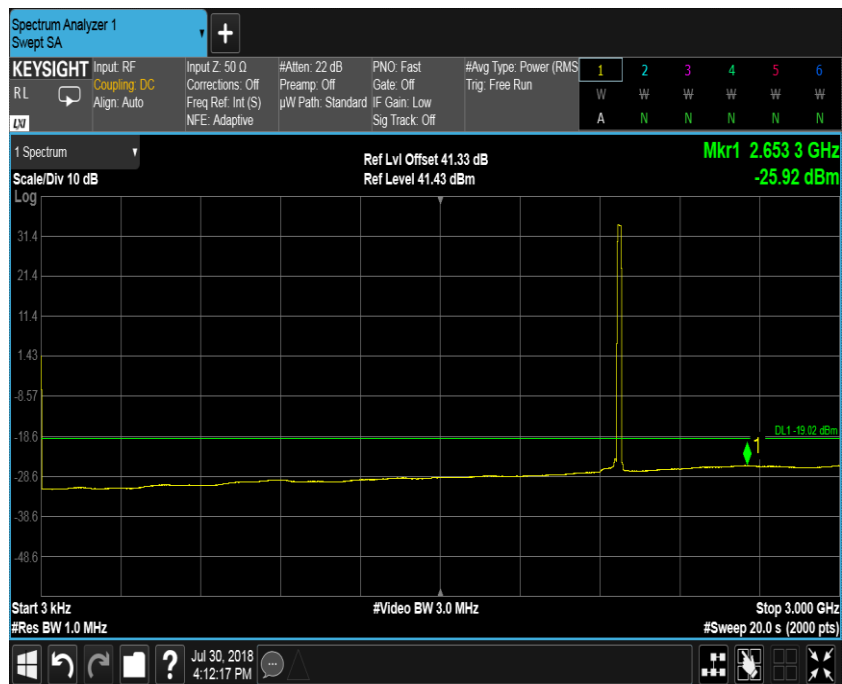 Spectrum Analyzer 1
Swept SA
+
KEYSIGHT
RL
LXI
Input: RF
Coupling: DC
Align: Auto
Input Z: 50 Ω
Corrections: Off
Freq Ref: Int (S)
NFE: Adaptive
#Atten: 22 dB
Preamp: Off
µW Path: Standard
PNO: Fast
Gate: Off
IF Gain: Low
Sig Track: Off
#Avg Type: Power (RMS
Trig: Free Run
1 2 3 4 5 6
W W W W W W
A N N N N N
1 Spectrum
Scale/Div 10 dB
Log
Ref Lvl Offset 41.33 dB
Ref Level 41.43 dBm
Mkr1 2.653 3 GHz
-25.92 dBm
31.4
21.4
11.4
1.43
-8.57
-18.6
-28.6
-38.6
-48.6
DL1 -19.02 dBm
1
Start 3 kHz
#Res BW 1.0 MHz
#Video BW 3.0 MHz
Stop 3.000 GHz
#Sweep 20.0 s (2000 pts)
?
Jul 30, 2018
4:12:17 PM